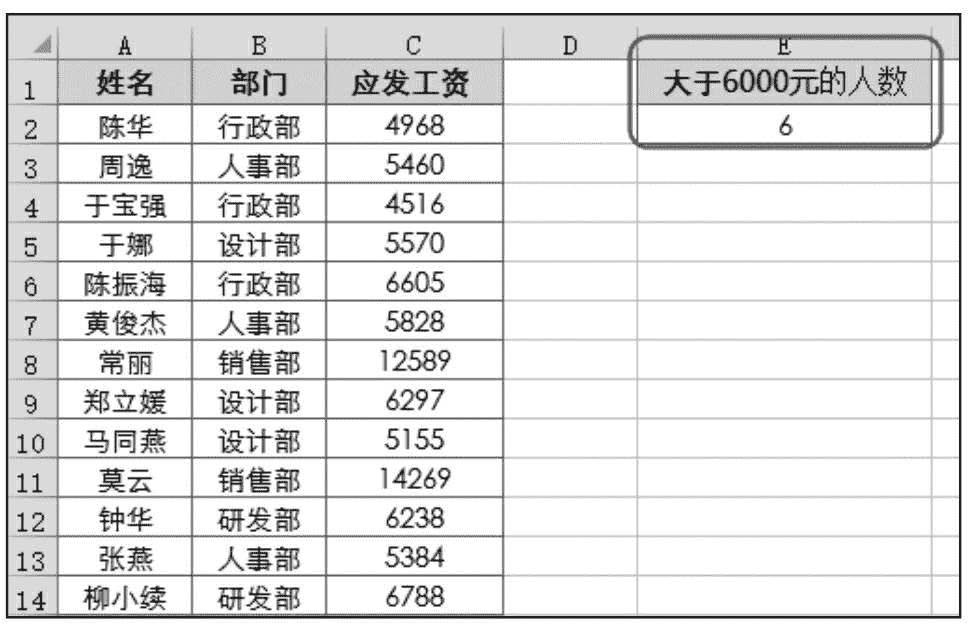 A B C D E
1 姓名 部门 应发工资 大于6000元的人数
2 陈华 行政部 4968 6
3 周逸 人事部 5460
4 于宝强 行政部 4516
5 于娜 设计部 5570
6 陈振海 行政部 6605
7 黄俊杰 人事部 5828
8 常丽 销售部 12589
9 郑立媛 设计部 6297
10 马同燕 设计部 5155
11 莫云 销售部 14269
12 钟华 研发部 6238
13 张燕 人事部 5384
14 柳小续 研发部 6788